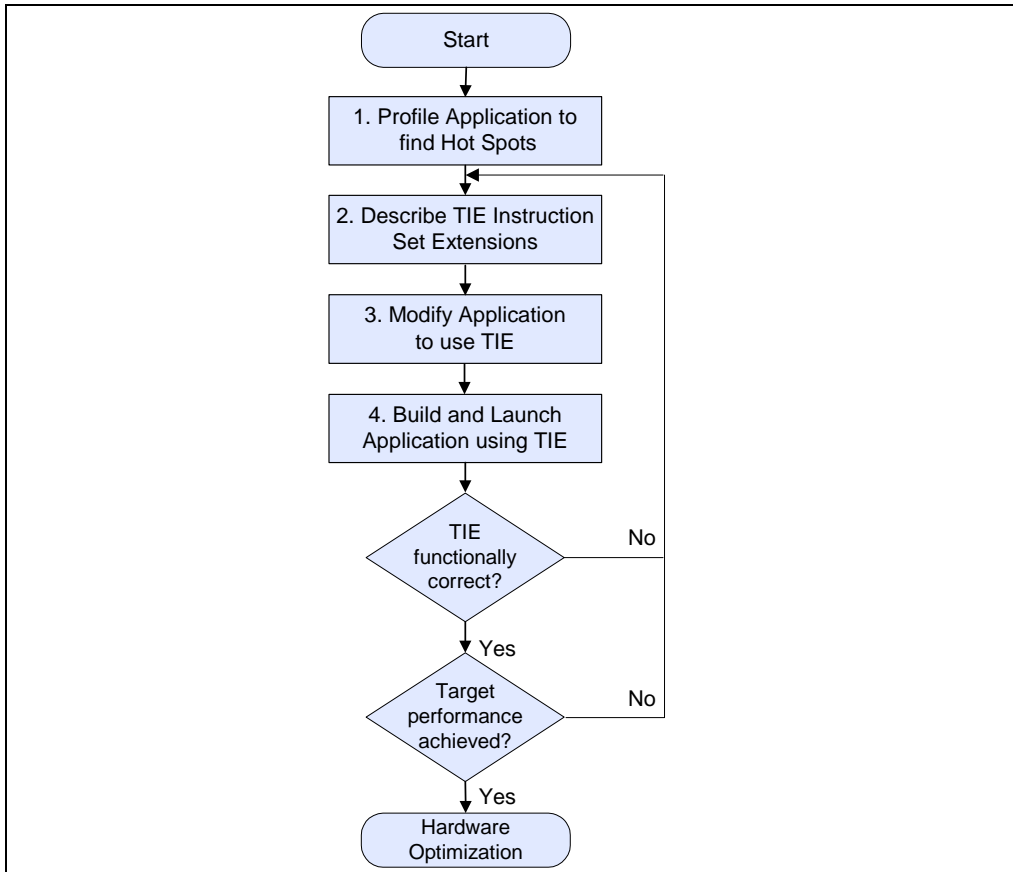 Start
1. Profile Application to
find Hot Spots
2. Describe TIE Instruction
Set Extensions
3. Modify Application
to use TIE
4. Build and Launch
Application using TIE
TIE
functionally
correct?
No
Yes
Target
performance
achieved?
No
Yes
Hardware
Optimization